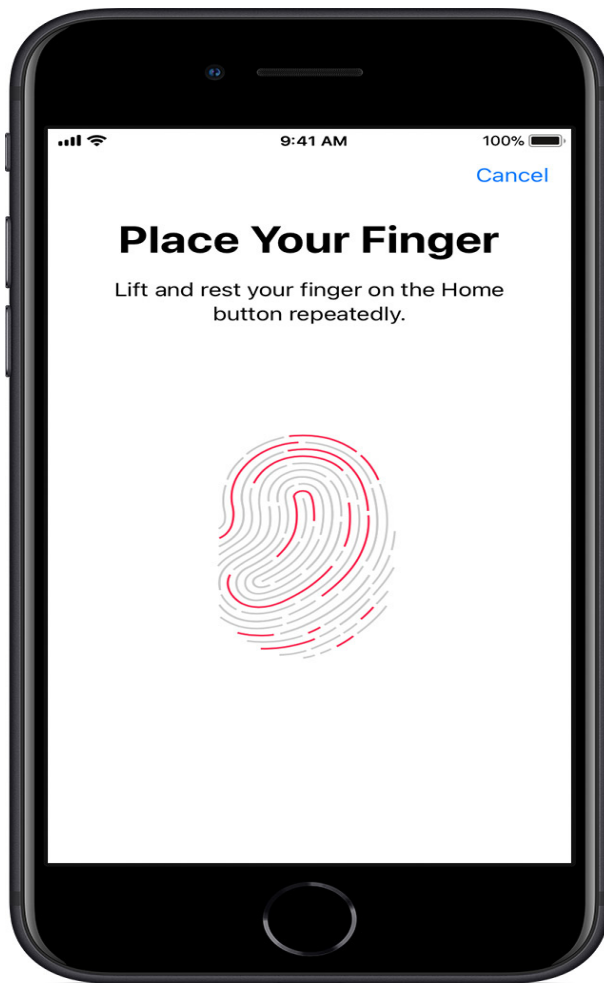 9:41 AM 100%
Cancel
Place Your Finger
Lift and rest your finger on the Home
button repeatedly.